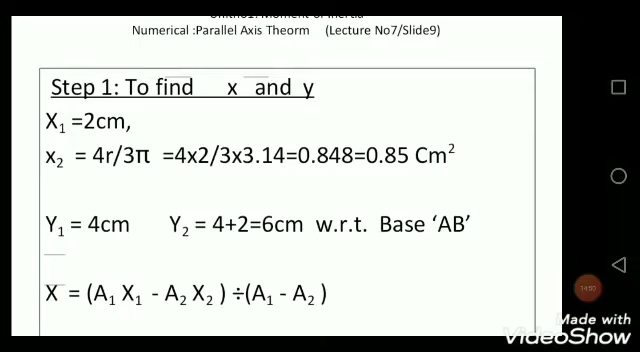 Numerical :Parallel Axis Theorm (Lecture No7/Slide9)
Step 1: To find x and y
X₁ =2cm,
x₂ = 4r/3π =4x2/3x3.14=0.848=0.85 Cm²
Y₁ = 4cm Y₂ = 4+2=6cm w.r.t. Base ‘AB’
X̅ = (A₁ X₁ - A₂ X₂ ) ÷(A₁ - A₂ )
Made with
VideoShow